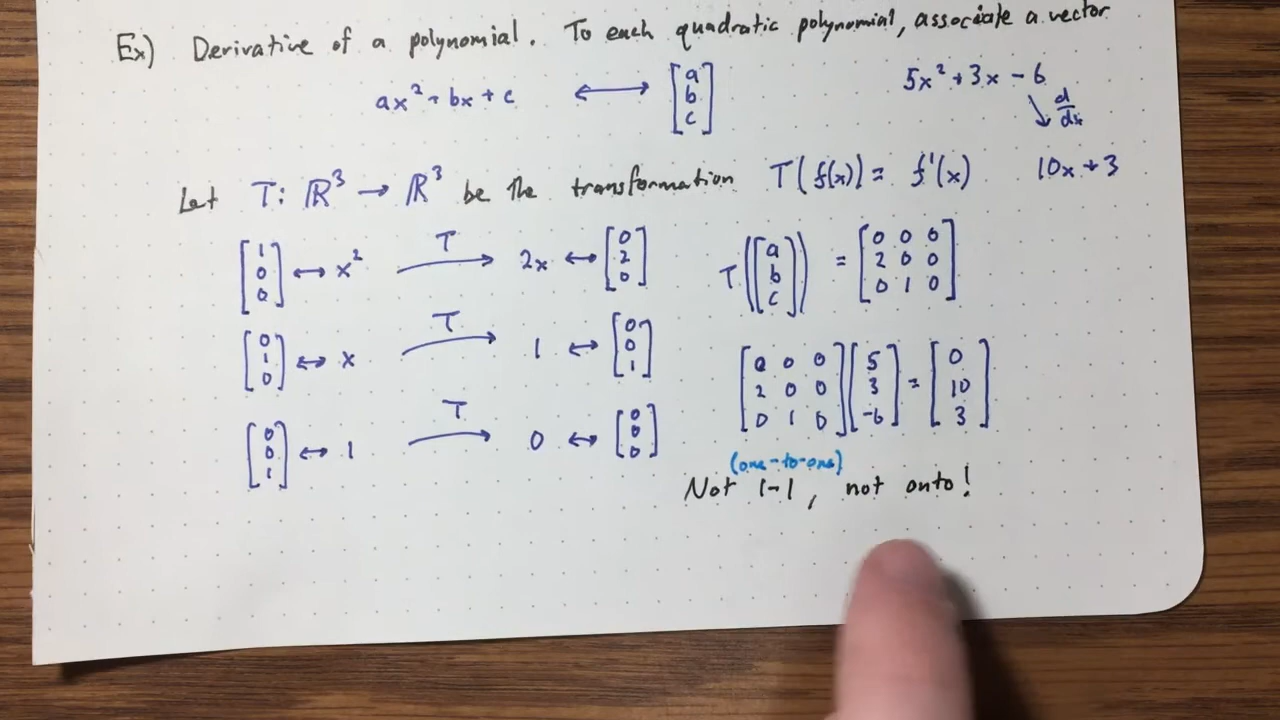 Ex) Derivative of a polynomial. To each quadratic polynomial, associate a vector
ax² + bx + c ⟷ [a b c]
5x² + 3x - 6
↘ d/dx
10x + 3
Let T: ℝ³ → ℝ³ be the transformation T(f(x)) = f'(x)
[1 0 0] ↔ x² T→ 2x ↔ [0 2 0]
[0 1 0] ↔ x T→ 1 ↔ [0 0 1]
[0 0 1] ↔ 1 T→ 0 ↔ [0 0 0]
T([a b c]) = [0 0 0; 2 0 0; 0 1 0]
[0 0 0; 2 0 0; 0 1 0] [5 3 -6] = [0 10 3]
(one-to-one)
Not 1-1, not onto!